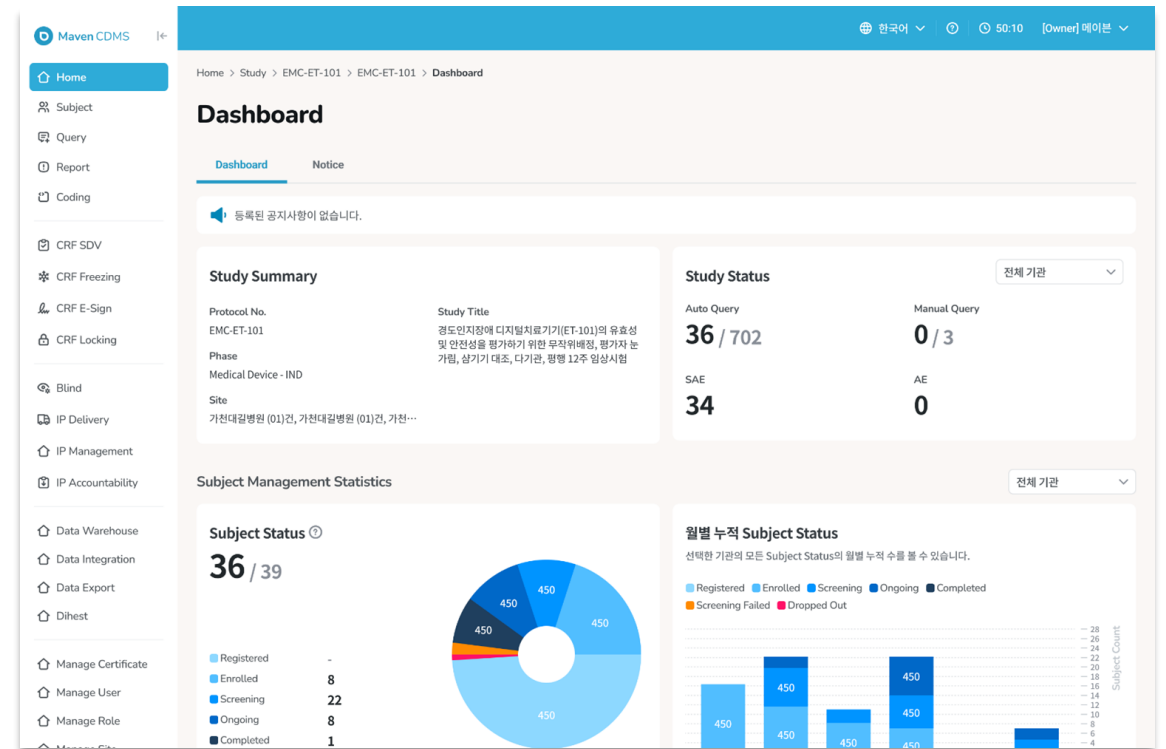 Maven CDMS
한국어
50:10
[Owner] 메이븐
Home
Subject
Query
Report
Coding
CRF SDV
CRF Freezing
CRF E-Sign
CRF Locking
Blind
IP Delivery
IP Management
IP Accountability
Data Warehouse
Data Integration
Data Export
Dihest
Manage Certificate
Manage User
Manage Role
Manage Site
Home > Study > EMC-ET-101 > EMC-ET-101 > Dashboard
Dashboard
Dashboard
Notice
등록된 공지사항이 없습니다.
Study Summary
Protocol No.
EMC-ET-101
Phase
Medical Device - IND
Site
가천대길병원 (01)건, 가천대길병원 (01)건, 가천···
Study Title
경도인지장애 디지털치료기기(ET-101)의 유효성
및 안전성을 평가하기 위한 무작위배정, 평가자 눈
가림, 샴기기 대조, 다기관, 평행 12주 임상시험
Study Status
전체 기관
Auto Query
36 / 702
Manual Query
0 / 3
SAE
34
AE
0
Subject Management Statistics
전체 기관
Subject Status
36 / 39
Registered -
Enrolled 8
Screening 22
Ongoing 8
Completed 1
450
450
450
450
450
월별 누적 Subject Status
선택한 기관의 모든 Subject Status의 월별 누적 수를 볼 수 있습니다.
Registered Enrolled Screening Ongoing Completed
Screening Failed Dropped Out
450
450
450
450
450
450
450
28
26
24
22
20
18
16
14
12
10
8
6
4
Subject Count